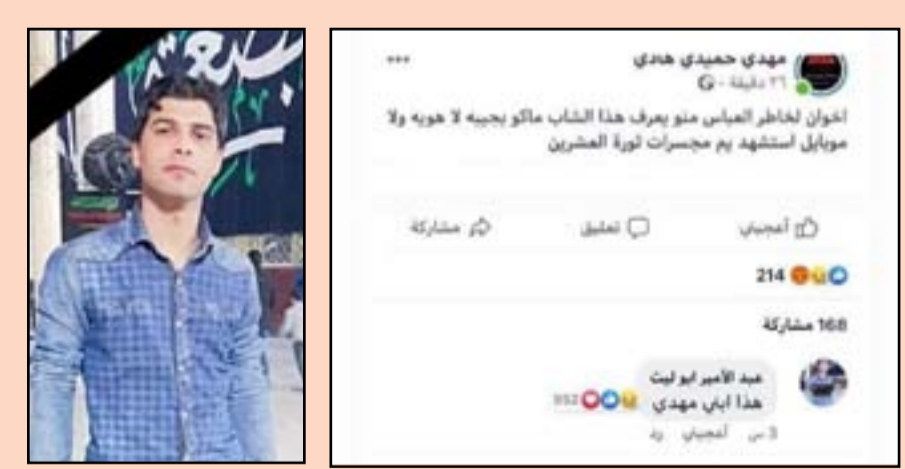 مهدي حميدي هادي
٢٦ دقيقة
اخوان لخاطر العباس منو يعرف هذا الشاب ماكو بجيبه لا هويه ولا
موبايل استشهد يم مجسرات ثورة العشرين
أعجبني تعليق مشاركة
214
168 مشاركة
عبد الأمير ابو ليث
هذا ابني مهدي
952
3 س أعجبني رد